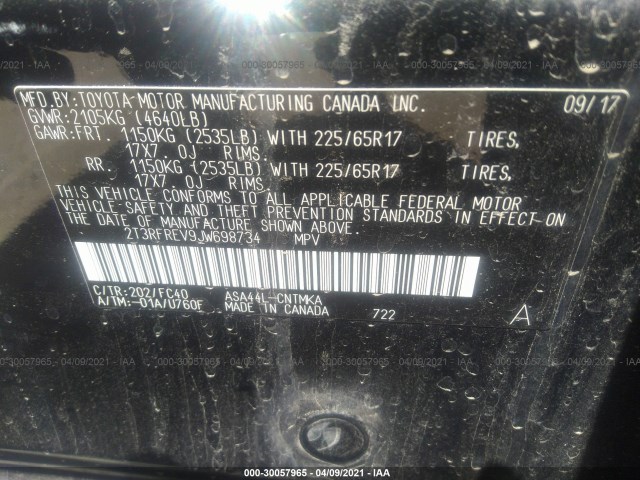 MFD.BY:TOYOTA MOTOR MANUFACTURING CANADA INC. 09/17
GVWR:2105KG (4640LB)
GAWR:FRT. 1150KG (2535LB) WITH 225/65R17 TIRES,
17X7.0J RIMS.
RR. 1150KG (2535LB) WITH 225/65R17 TIRES,
17X7.0J RIMS.
THIS VEHICLE CONFORMS TO ALL APPLICABLE FEDERAL MOTOR
VEHICLE SAFETY AND THEFT PREVENTION STANDARDS IN EFFECT ON
THE DATE OF MANUFACTURE SHOWN ABOVE.
2T3RFREV9JW698734 MPV
C/TR:202/FC40 ASA44L-CNTMKA
A/TM:-01A/U760F MADE IN CANADA 722 A
000-30057965 - 04/09/2021 - IAA